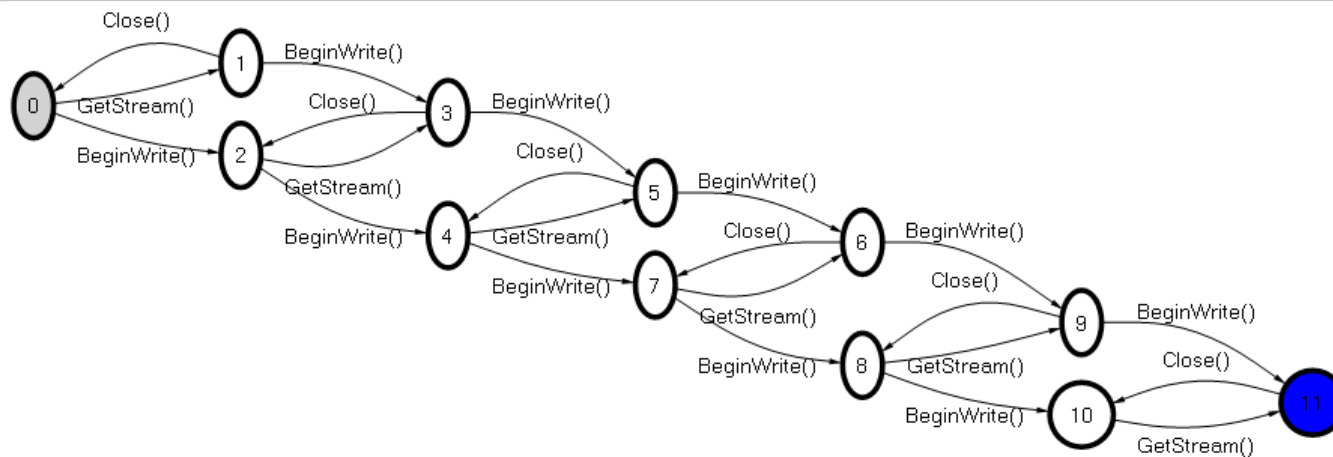 Close()
1
BeginWrite()
0
GetStream()
Close()
3
BeginWrite()
BeginWrite()
2
Close()
GetStream()
5
BeginWrite()
BeginWrite()
4
GetStream()
Close()
6
BeginWrite()
BeginWrite()
7
Close()
GetStream()
9
BeginWrite()
BeginWrite()
8
GetStream()
Close()
BeginWrite()
10
11
GetStream()